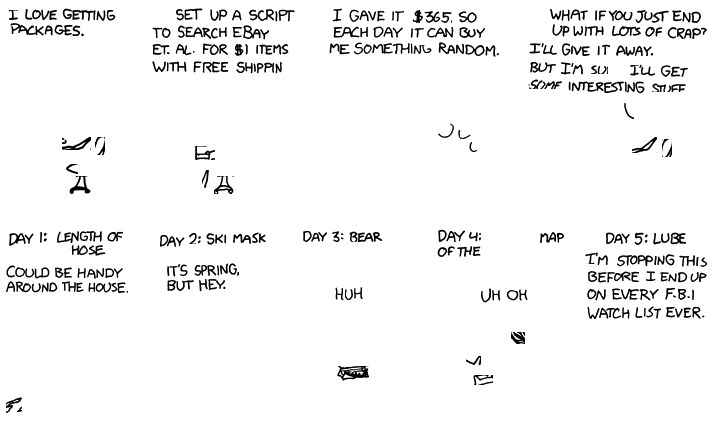 I LOVE GETTING
PACKAGES.
SET UP A SCRIPT
TO SEARCH EBAY
ET. AL. FOR $1 ITEMS
WITH FREE SHIPPIN
I GAVE IT $365. SO
EACH DAY IT CAN BUY
ME SOMETHING RANDOM.
WHAT IF YOU JUST END
UP WITH LOTS OF CRAP?
I'LL GIVE IT AWAY.
BUT I'M I'LL GET
SOME INTERESTING STUFF
DAY 1: LENGTH OF
HOSE
COULD BE HANDY
AROUND THE HOUSE.
DAY 2: SKI MASK
IT'S SPRING,
BUT HEY.
DAY 3: BEAR
HUH
DAY 4: MAP
OF THE
UH OH
DAY 5: LUBE
I'M STOPPING THIS
BEFORE I END UP
ON EVERY F.B.I
WATCH LIST EVER.